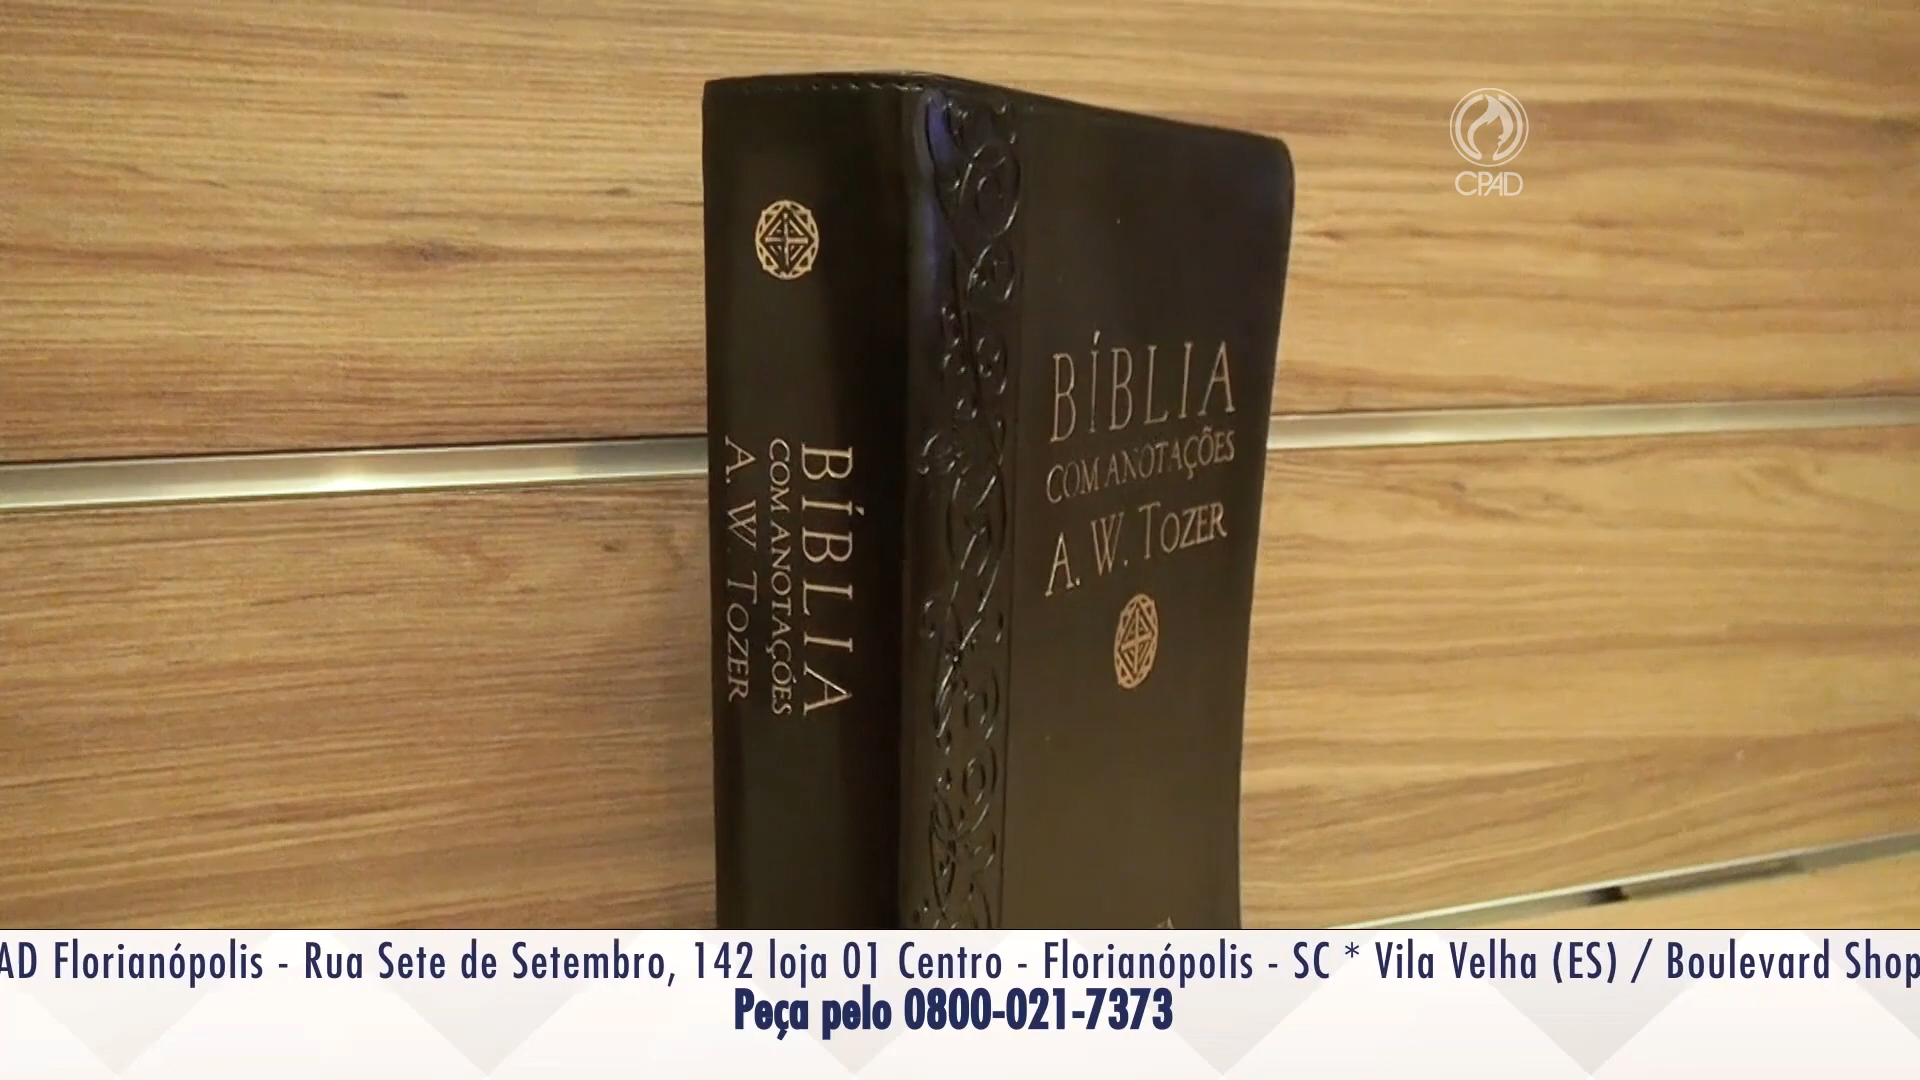 CPAD
BÍBLIA
COM ANOTAÇÕES
A. W. TOZER
BÍBLIA
COM ANOTAÇÕES
A. W. TOZER
AD Florianópolis - Rua Sete de Setembro, 142 loja 01 Centro - Florianópolis - SC * Vila Velha (ES) / Boulevard Shop
Peça pelo 0800-021-7373